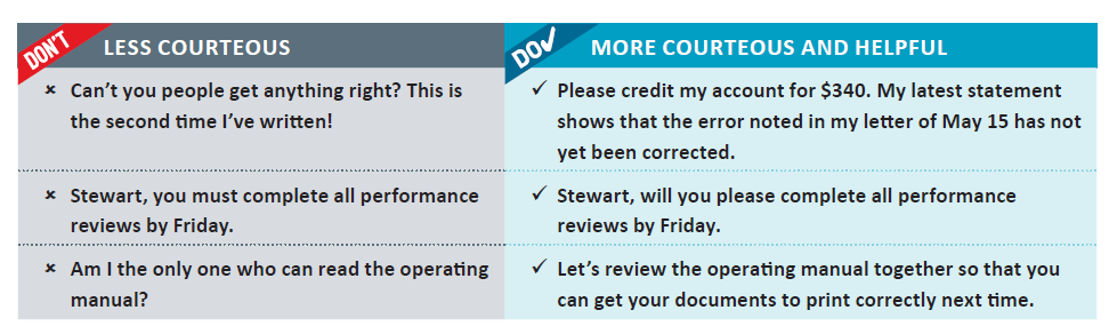 DON'T LESS COURTEOUS
DO✓ MORE COURTEOUS AND HELPFUL
× Can't you people get anything right? This is
the second time I've written!
✓ Please credit my account for $340. My latest statement
shows that the error noted in my letter of May 15 has not
yet been corrected.
× Stewart, you must complete all performance
reviews by Friday.
✓ Stewart, will you please complete all performance
reviews by Friday.
× Am I the only one who can read the operating
manual?
✓ Let's review the operating manual together so that you
can get your documents to print correctly next time.